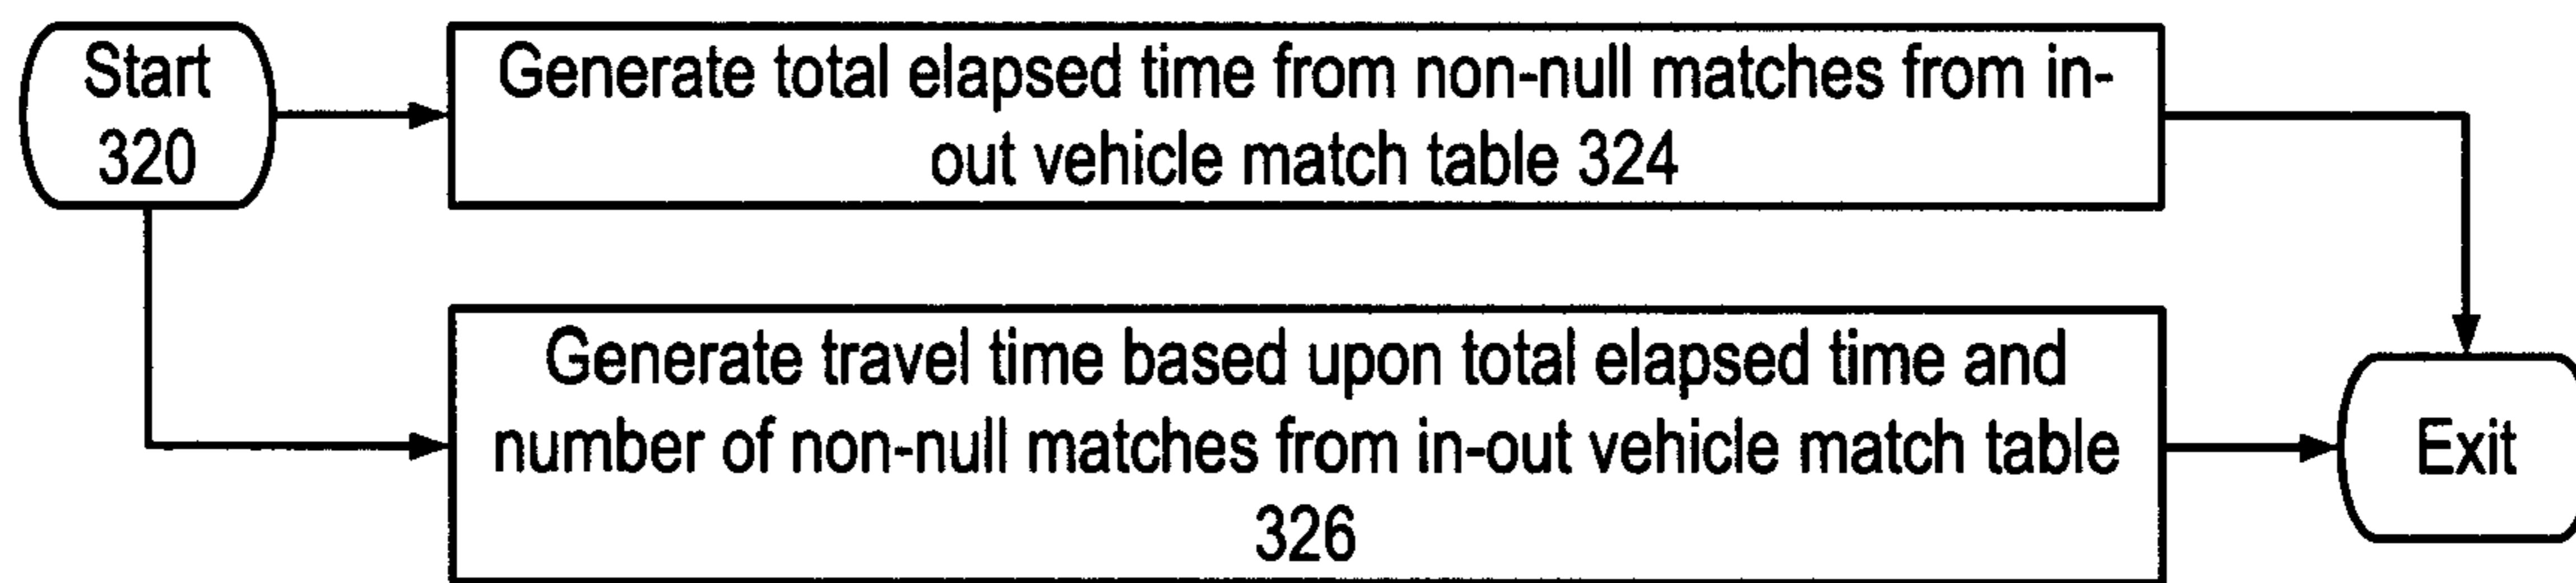 Start
320
Generate total elapsed time from non-null matches from in-
out vehicle match table 324
Generate travel time based upon total elapsed time and
number of non-null matches from in-out vehicle match table
326
Exit